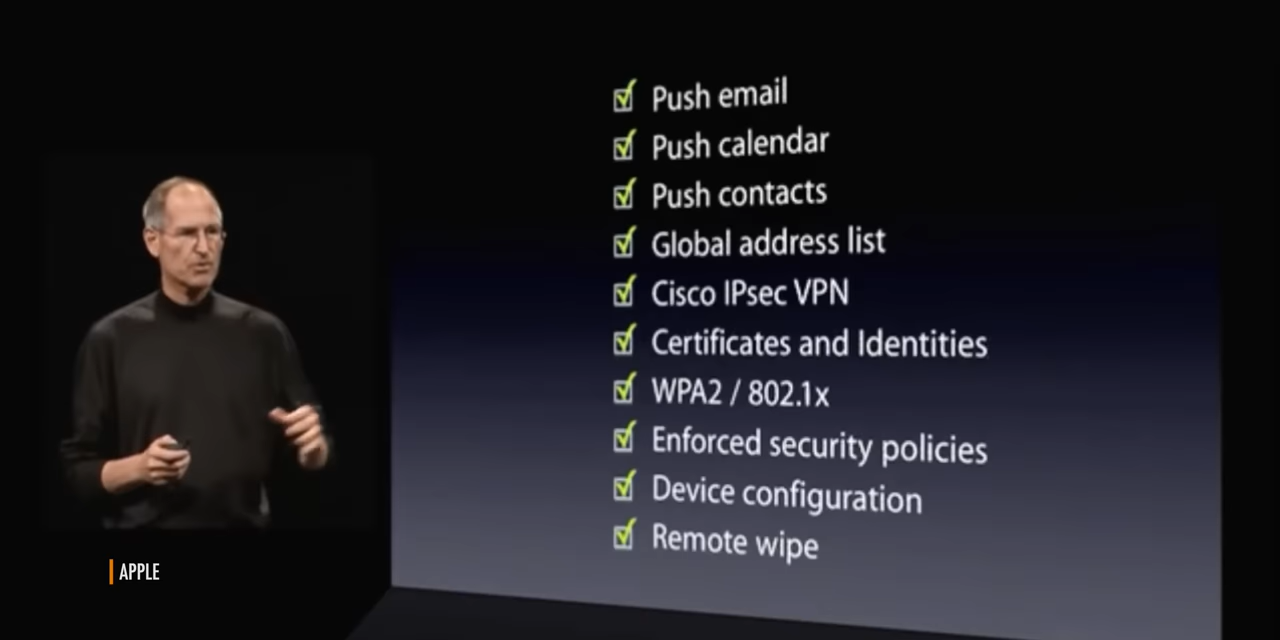 Push email
Push calendar
Push contacts
Global address list
Cisco IPsec VPN
Certificates and Identities
WPA2 / 802.1x
Enforced security policies
Device configuration
Remote wipe
APPLE